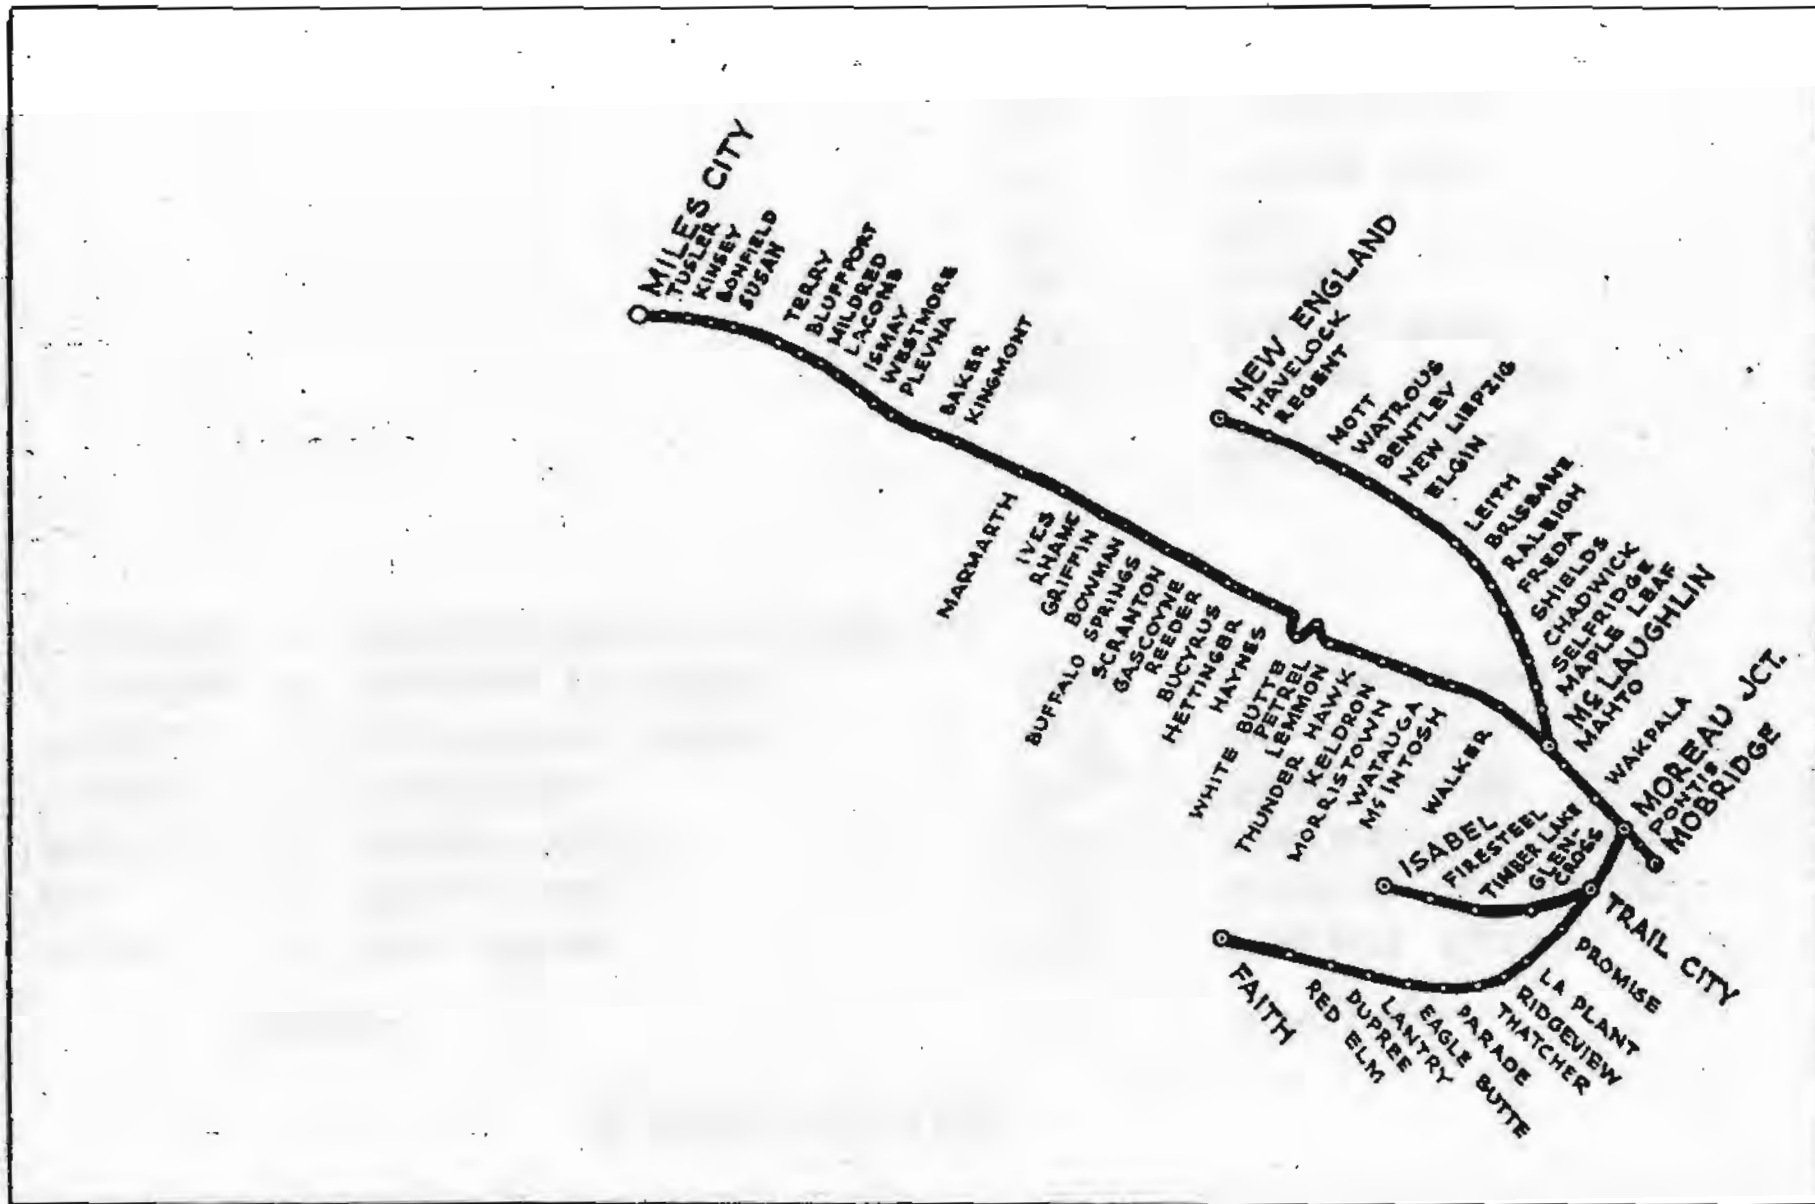 MILES CITY
TUSLER
KINSEY
BONFIELD
SUSAN
TERRY
BLUFFPORT
MILDRED
LACOMB
ISMAY
WESTMORE
PLEVNA
BAKER
KINGMONT
MARMARTH
IVES
RHAME
GRIFFIN
BOWMAN
BUFFALO SPRINGS
SCRANTON
GASCOYNE
REEDER
BUCYRUS
HETTINGER
HAYNES
WHITE BUTTE
PETREL
LEMMON
THUNDER HAWK
KELDRON
MORRISTOWN
WATAUGA
McINTOSH
WALKER
NEW ENGLAND
HAVELOCK
REGENT
MOTT
WATROUS
BENTLEY
NEW LIEPZIG
ELGIN
LEITH
BRISBANE
RALEIGH
FREDA
SHIELDS
CHADWICK
SELFRIDGE
MAPLE LEAF
McLAUGHLIN
MAHTO
WAKPALA
MOREAU JCT.
PONTIS
MOBRIDGE
ISABEL
FIRESTEEL
TIMBER LAKE
GLEN-
CROSS
TRAIL CITY
PROMISE
LA PLANT
RIDGEVIEW
THATCHER
PARADE
EAGLE BUTTE
LANTRY
DUPREE
RED ELM
FAITH